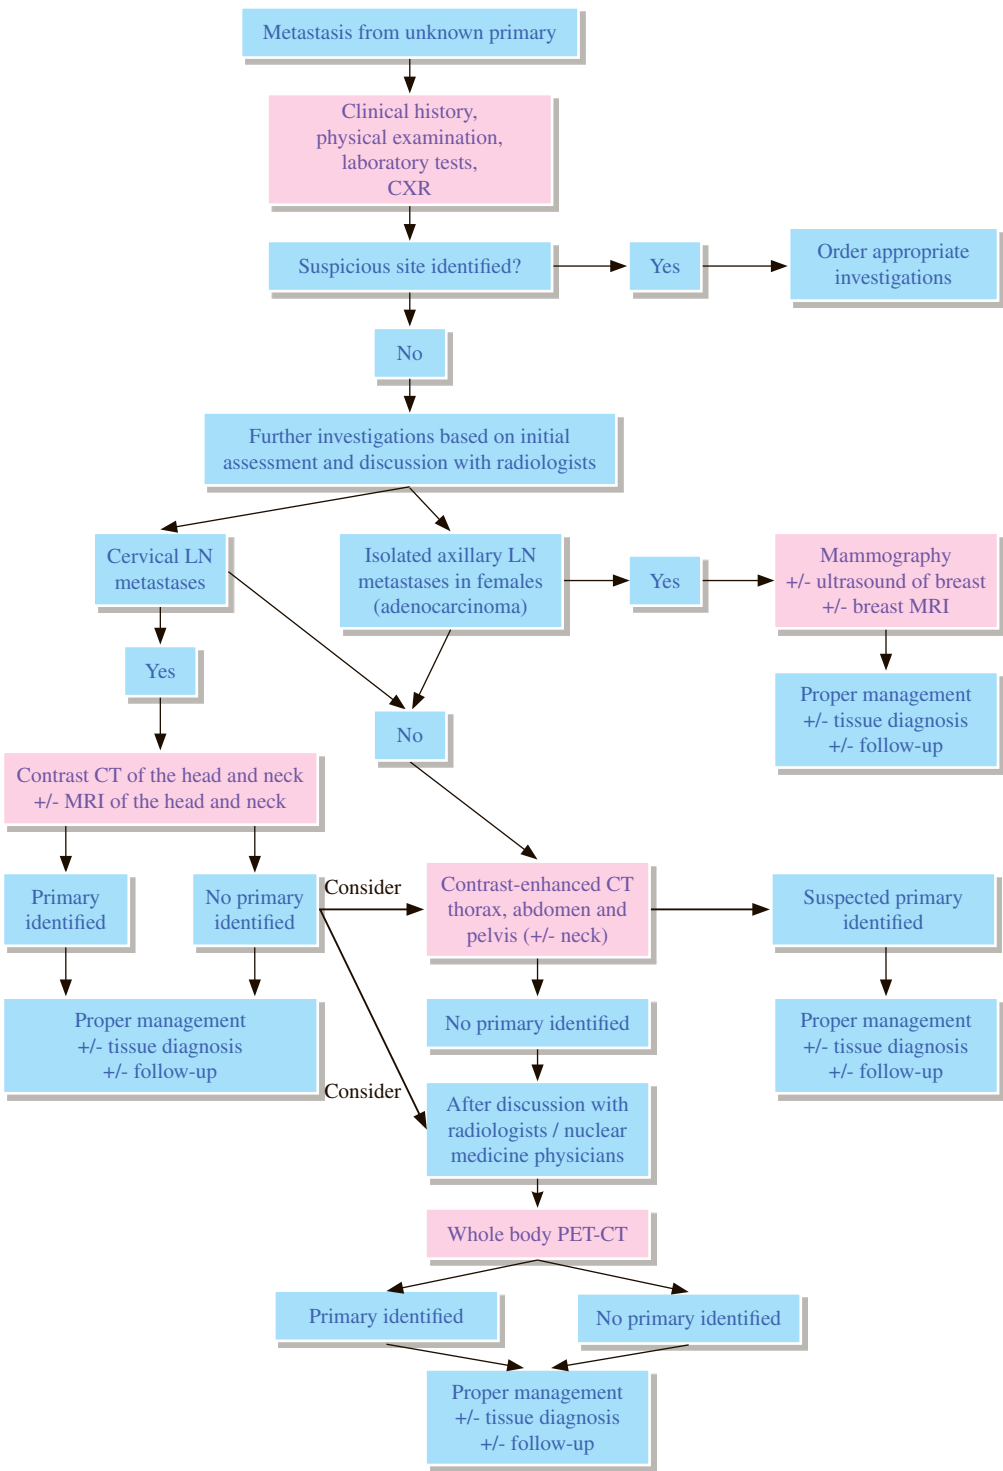 Metastasis from unknown primary
Clinical history,
physical examination,
laboratory tests,
CXR
Suspicious site identified?
Yes
Order appropriate
investigations
No
Further investigations based on initial
assessment and discussion with radiologists
Cervical LN
metastases
Isolated axillary LN
metastases in females
(adenocarcinoma)
Yes
Mammography
+/- ultrasound of breast
+/- breast MRI
Yes
Proper management
+/- tissue diagnosis
+/- follow-up
No
Contrast CT of the head and neck
+/- MRI of the head and neck
Primary
identified
No primary
identified
Consider
Contrast-enhanced CT
thorax, abdomen and
pelvis (+/- neck)
Suspected primary
identified
Proper management
+/- tissue diagnosis
+/- follow-up
No primary identified
Proper management
+/- tissue diagnosis
+/- follow-up
Consider
After discussion with
radiologists / nuclear
medicine physicians
Whole body PET-CT
Primary identified
No primary identified
Proper management
+/- tissue diagnosis
+/- follow-up